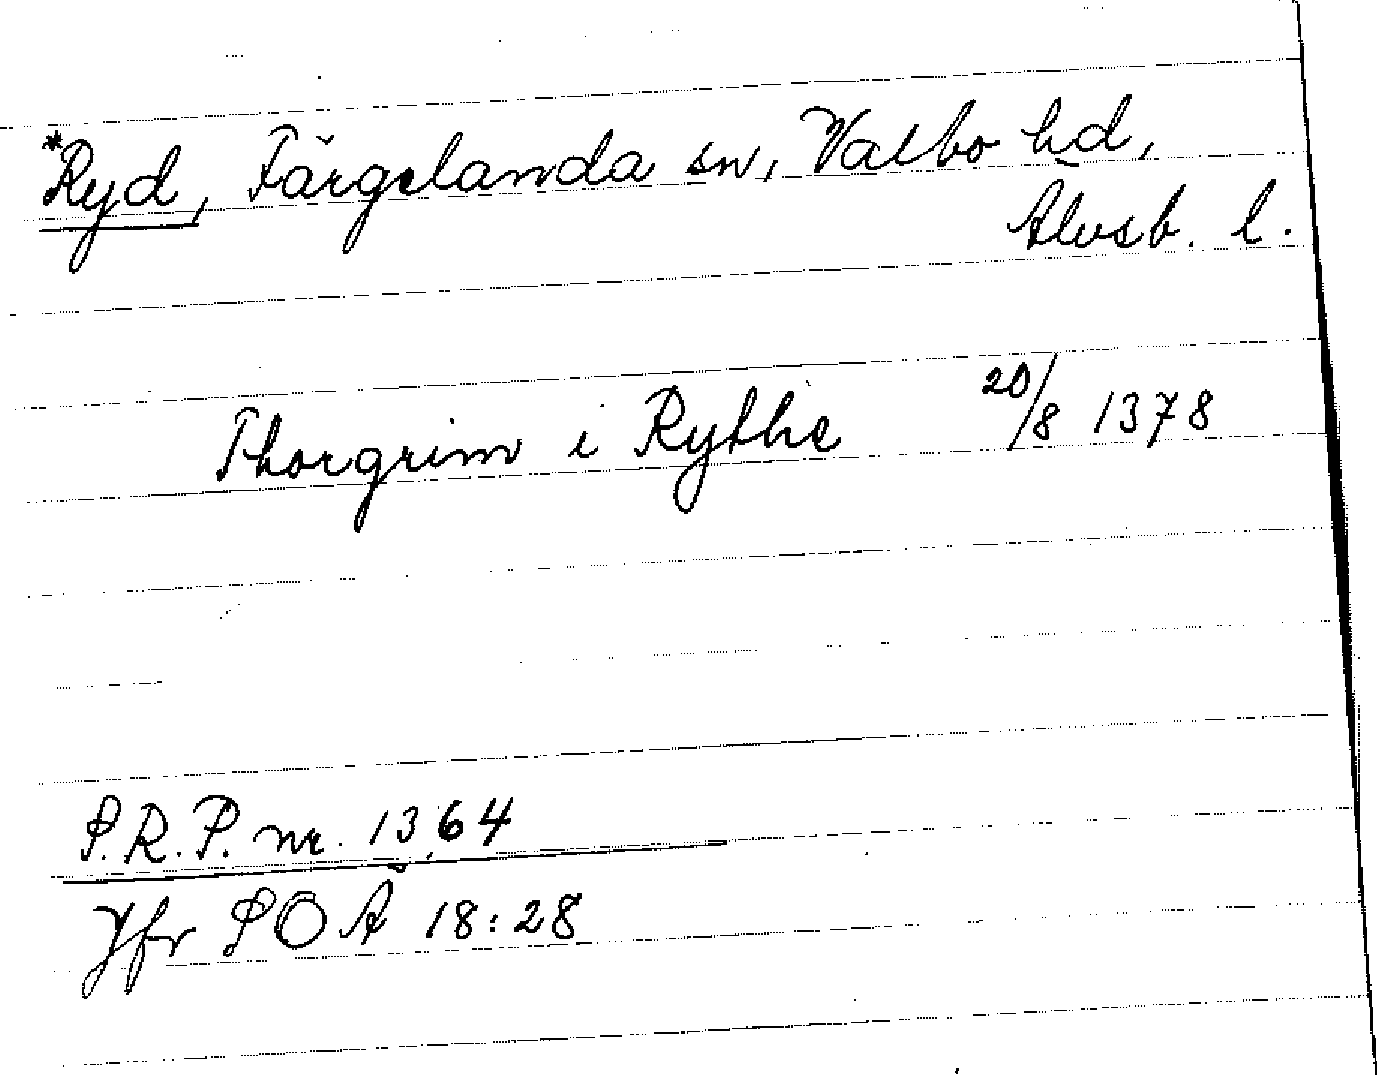 *Ryd, Färgelanda sn, Valbo hd,
Älvsb. l.
Thorgrim i Rythe 20/8 1378
S.R.P. nr. 1364
Jfr SOÄ 18:28